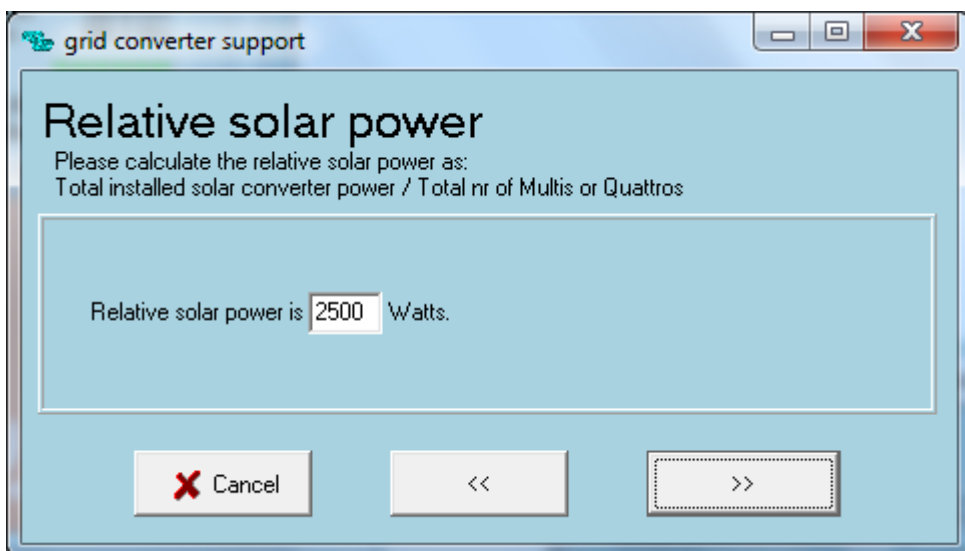 grid converter support
Relative solar power
Please calculate the relative solar power as:
Total installed solar converter power / Total nr of Multis or Quattros
Relative solar power is 2500 Watts.
Cancel << >>